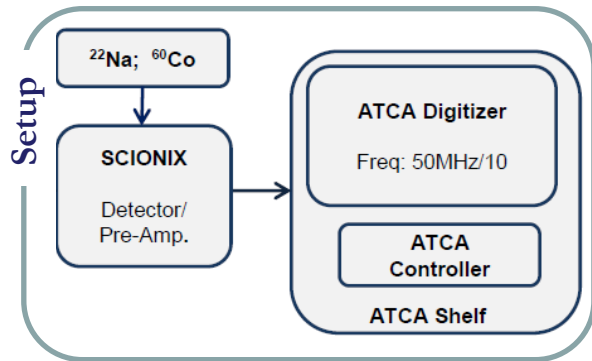 Setup
²²Na; ⁶⁰Co
SCIONIX
Detector/
Pre-Amp.
ATCA Digitizer
Freq: 50MHz/10
ATCA
Controller
ATCA Shelf